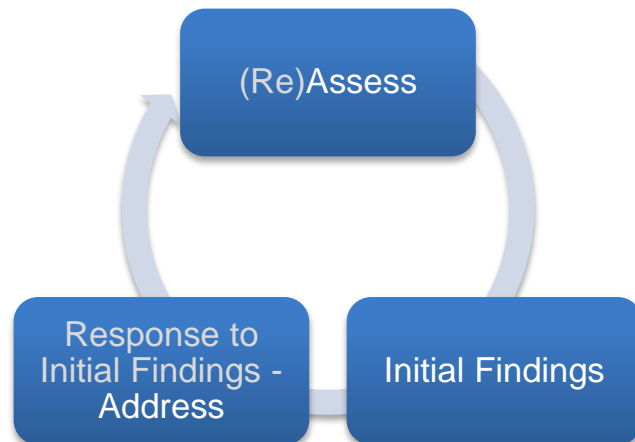 (Re)Assess
Response to
Initial Findings -
Address
Initial Findings